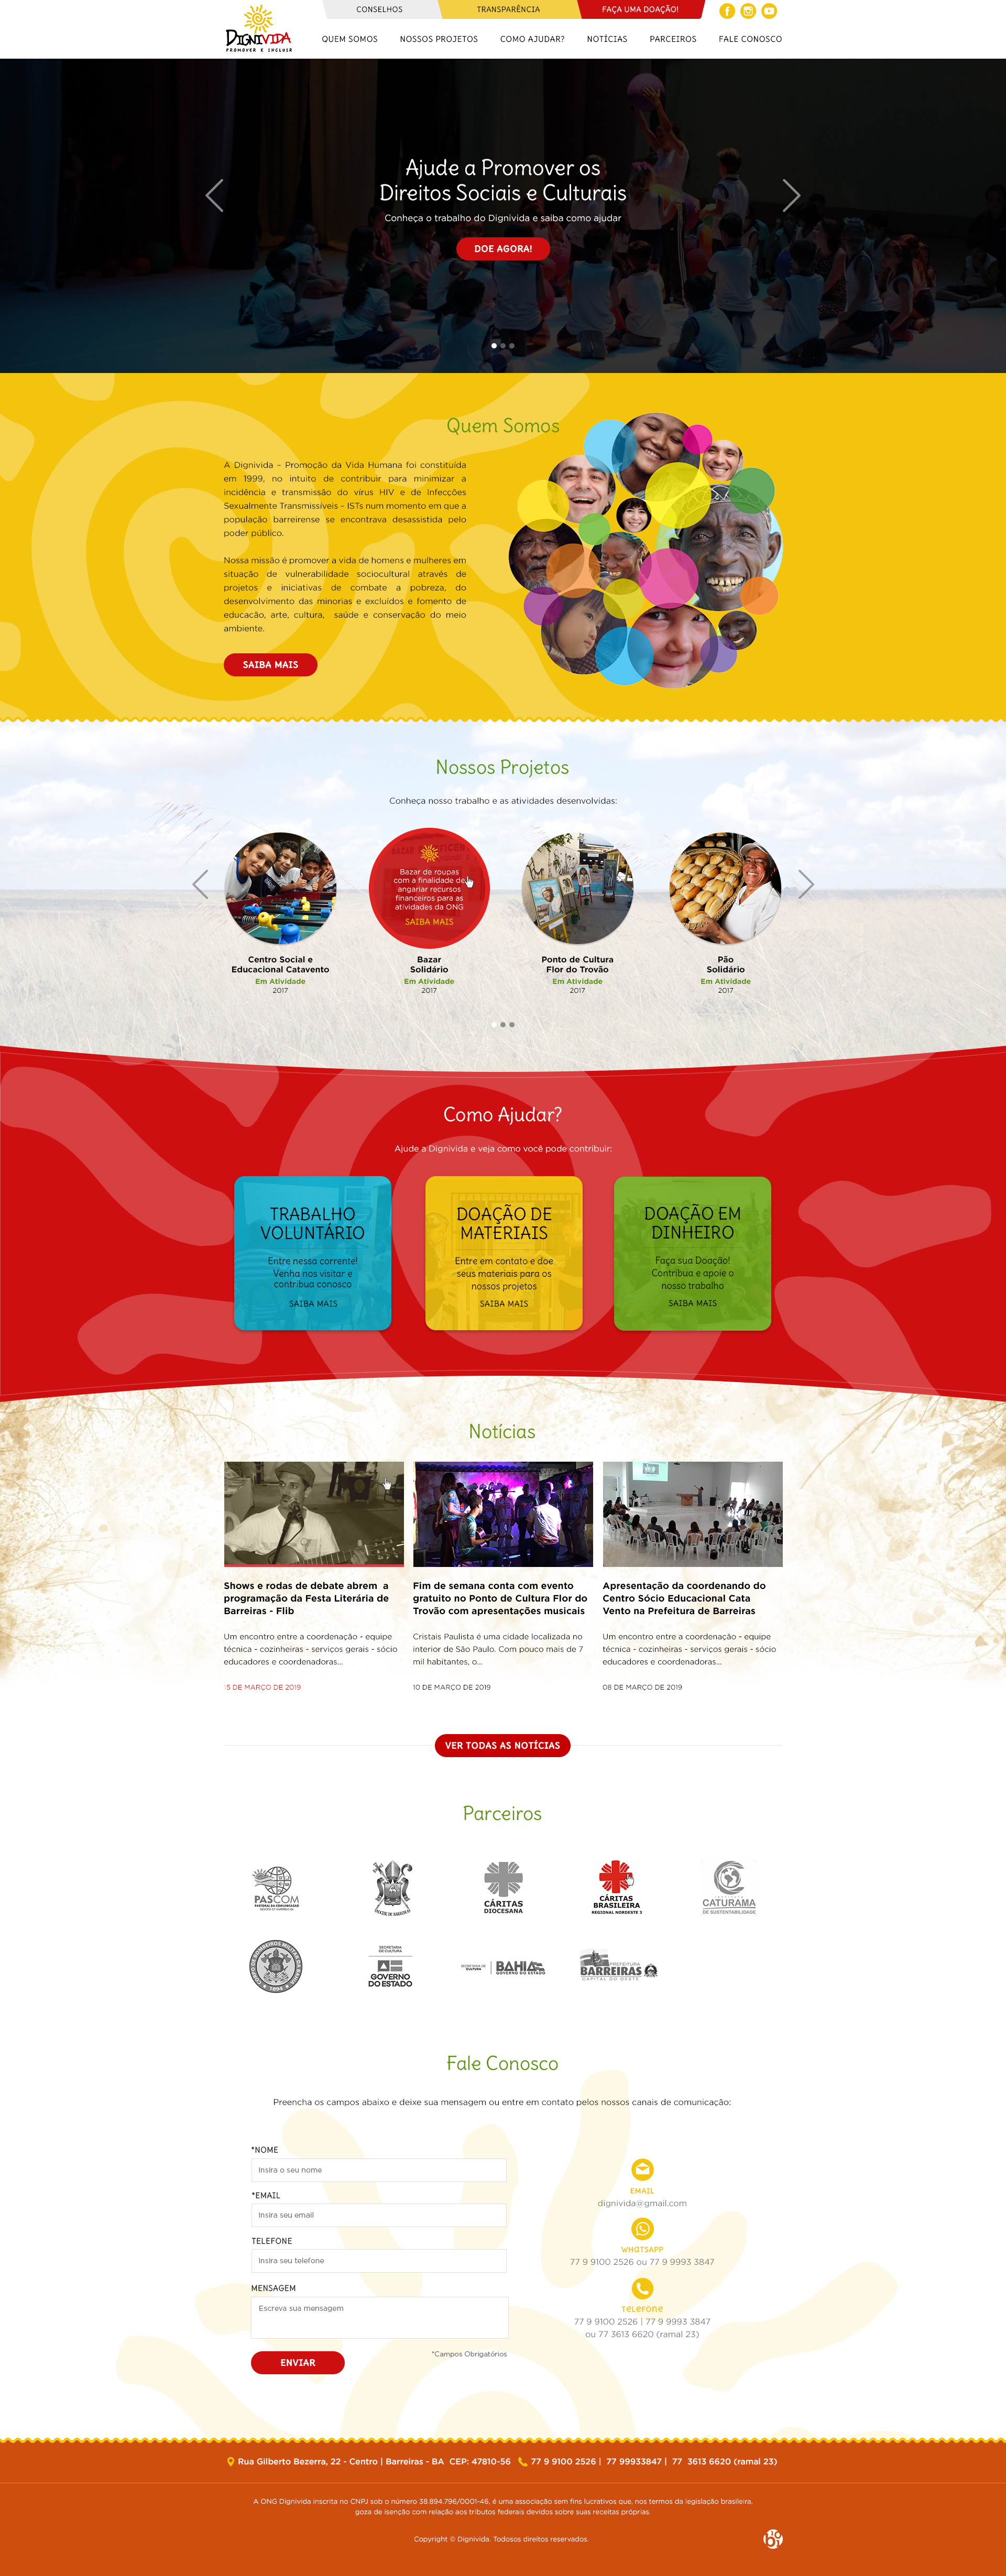 DIGNIVIDA
PROMOVER E INCLUIR
CONSELHOS
TRANSPARÊNCIA
FAÇA UMA DOAÇÃO!
QUEM SOMOS
NOSSOS PROJETOS
COMO AJUDAR?
NOTÍCIAS
PARCEIROS
FALE CONOSCO
Ajude a Promover os
Direitos Sociais e Culturais
Conheça o trabalho do Dignivida e saiba como ajudar
DOE AGORA!
Quem Somos
A Dignivida – Promoção da Vida Humana foi constituída
em 1999, no intuito de contribuir para minimizar a
incidência e transmissão do vírus HIV e de Infecções
Sexualmente Transmissíveis – ISTs num momento em que a
população barreirense se encontrava desassistida pelo
poder público.
Nossa missão é promover a vida de homens e mulheres em
situação de vulnerabilidade sociocultural através de
projetos e iniciativas de combate a pobreza, do
desenvolvimento das minorias e excluídos e fomento de
educacão, arte, cultura, saúde e conservação do meio
ambiente.
SAIBA MAIS
Nossos Projetos
Conheça nosso trabalho e as atividades desenvolvidas:
Bazar de roupas
com a finalidade de
angariar recursos
financeiros para as
atividades da ONG
SAIBA MAIS
Centro Social e
Educacional Catavento
Em Atividade
2017
Bazar
Solidário
Em Atividade
2017
Ponto de Cultura
Flor do Trovão
Em Atividade
2017
Pão
Solidário
Em Atividade
2017
Como Ajudar?
Ajude a Dignivida e veja como você pode contribuir:
TRABALHO
VOLUNTÁRIO
Entre nessa corrente!
Venha nos visitar e
contribua conosco
SAIBA MAIS
DOAÇÃO DE
MATERIAIS
Entre em contato e doe
seus materiais para os
nossos projetos
SAIBA MAIS
DOAÇÃO EM
DINHEIRO
Faça sua Doação!
Contribua e apoie o
nosso trabalho
SAIBA MAIS
Notícias
Shows e rodas de debate abrem a
programação da Festa Literária de
Barreiras - Flib
Um encontro entre a coordenação - equipe
técnica - cozinheiras - serviços gerais - sócio
educadores e coordenadoras...
15 DE MARÇO DE 2019
Fim de semana conta com evento
gratuito no Ponto de Cultura Flor do
Trovão com apresentações musicais
Cristais Paulista é uma cidade localizada no
interior de São Paulo. Com pouco mais de 7
mil habitantes, o...
10 DE MARÇO DE 2019
Apresentação da coordenando do
Centro Sócio Educacional Cata
Vento na Prefeitura de Barreiras
Um encontro entre a coordenação - equipe
técnica - cozinheiras - serviços gerais - sócio
educadores e coordenadoras...
08 DE MARÇO DE 2019
VER TODAS AS NOTÍCIAS
Parceiros
PASCOM
PASTORAL DA COMUNICAÇÃO
DIOCESE DE BARREIRAS
CÁRITAS
DIOCESANA
CÁRITAS
BRASILEIRA
REGIONAL NORDESTE 3
INSTITUTO
CATURAMA
DE SUSTENTABILIDADE
1894
SECRETARIA
DE CULTURA
GOVERNO
DO ESTADO
SECRETARIA DE
CULTURA
BAHIA
GOVERNO DO ESTADO
PREFEITURA
BARREIRAS
CAPITAL DO OESTE
Fale Conosco
Preencha os campos abaixo e deixe sua mensagem ou entre em contato pelos nossos canais de comunicação:
*NOME
Insira o seu nome
*EMAIL
Insira seu email
TELEFONE
Insira seu telefone
MENSAGEM
Escreva sua mensagem
*Campos Obrigatórios
ENVIAR
EMAIL
dignivida@gmail.com
WHATSAPP
77 9 9100 2526 ou 77 9 9993 3847
TELEFONE
77 9 9100 2526 | 77 9 9993 3847
ou 77 3613 6620 (ramal 23)
Rua Gilberto Bezerra, 22 - Centro | Barreiras - BA CEP: 47810-56
77 9 9100 2526 | 77 99933847 | 77 3613 6620 (ramal 23)
A ONG Dignivida inscrita no CNPJ sob o número 38.894.796/0001-46, é uma associação sem fins lucrativos que, nos termos da legislação brasileira,
goza de isenção com relação aos tributos federais devidos sobre suas receitas próprias.
Copyright © Dignivida. Todosos direitos reservados.